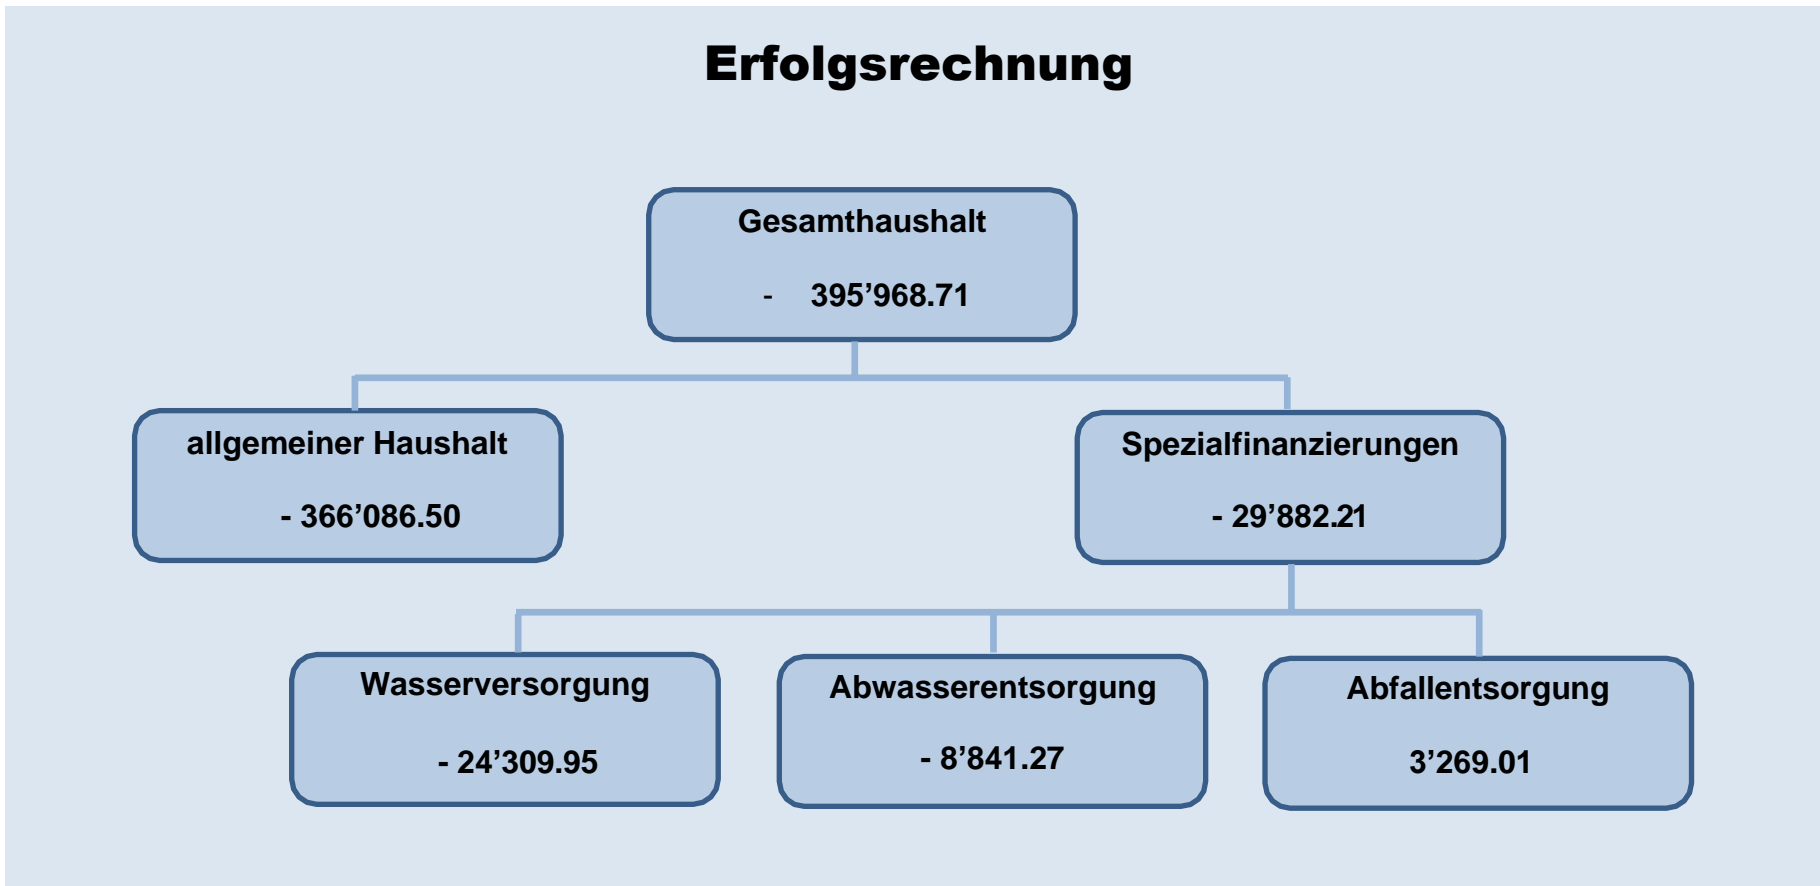 Erfolgsrechnung
Gesamthaushalt
- 395’968.71
allgemeiner Haushalt
- 366’086.50
Spezialfinanzierungen
- 29’882.21
Wasserversorgung
- 24’309.95
Abwasserentsorgung
- 8’841.27
Abfallentsorgung
3’269.01